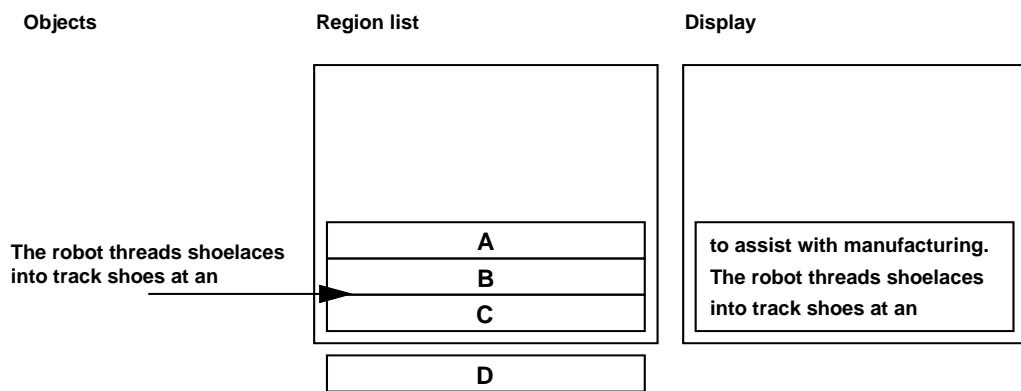 Objects
Region list
Display
The robot threads shoelaces
into track shoes at an
A
B
C
D
to assist with manufacturing.
The robot threads shoelaces
into track shoes at an